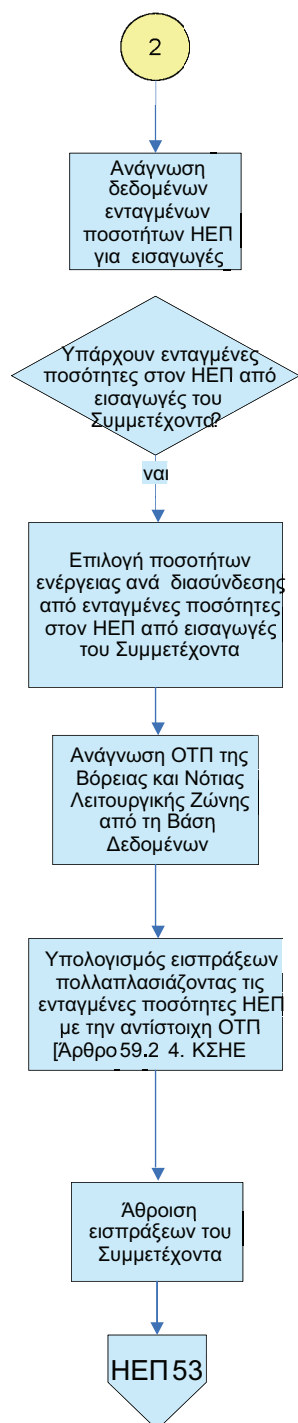 2
Ανάγνωση
δεδομένων
ενταγμένων
ποσοτήτων ΗΕΠ
για εισαγωγές
Υπάρχουν ενταγμένες
ποσότητες στον ΗΕΠ από
εισαγωγές του
Συμμετέχοντα?
ναι
Επιλογή ποσοτήτων
ενέργειας ανά διασύνδεσης
από ενταγμένες ποσότητες
στον ΗΕΠ από εισαγωγές
του Συμμετέχοντα
Ανάγνωση ΟΤΠ της
Βόρειας και Νότιας
Λειτουργικής Ζώνης
από τη Βάση
Δεδομένων
Υπολογισμός εισπράξεων
πολλαπλασιάζοντας τις
ενταγμένες ποσότητες ΗΕΠ
με την αντίστοιχη ΟΤΠ
[Άρθρο 59.2 4. ΚΣΗΕ
Άθροιση
εισπράξεων του
Συμμετέχοντα
ΗΕΠ 53